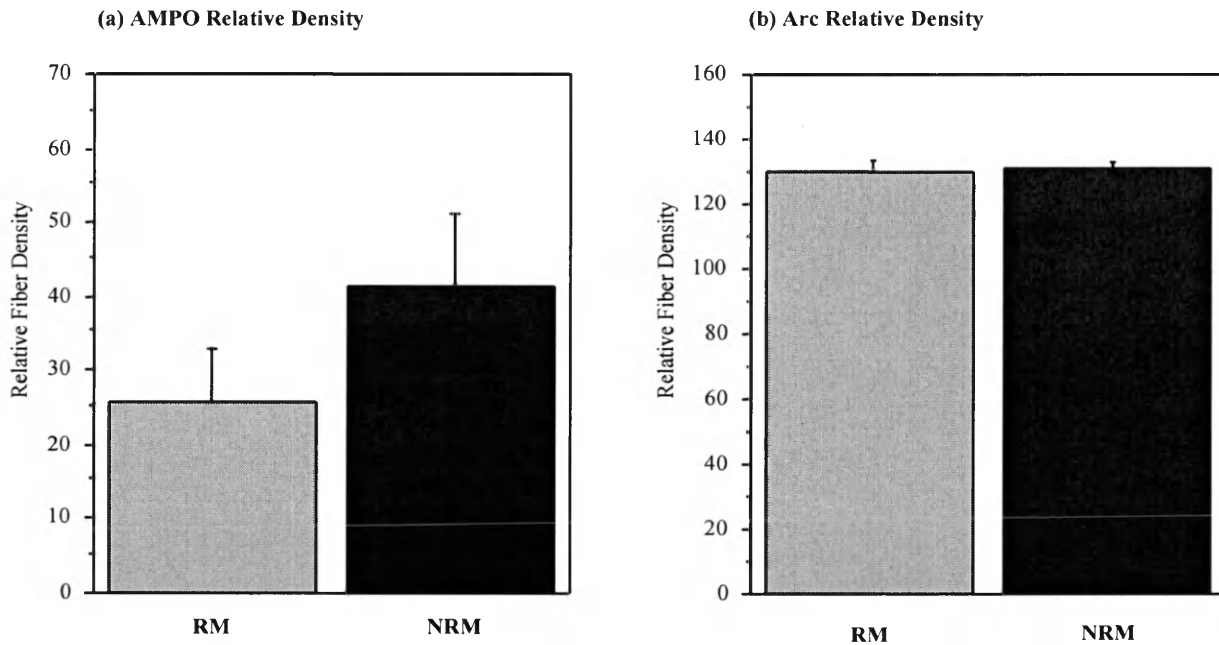 (a) AMPO Relative Density
70
60
50
40
30
20
10
0
Relative Fiber Density
RM
NRM
(b) Arc Relative Density
160
140
120
100
80
60
40
20
0
Relative Fiber Density
RM
NRM